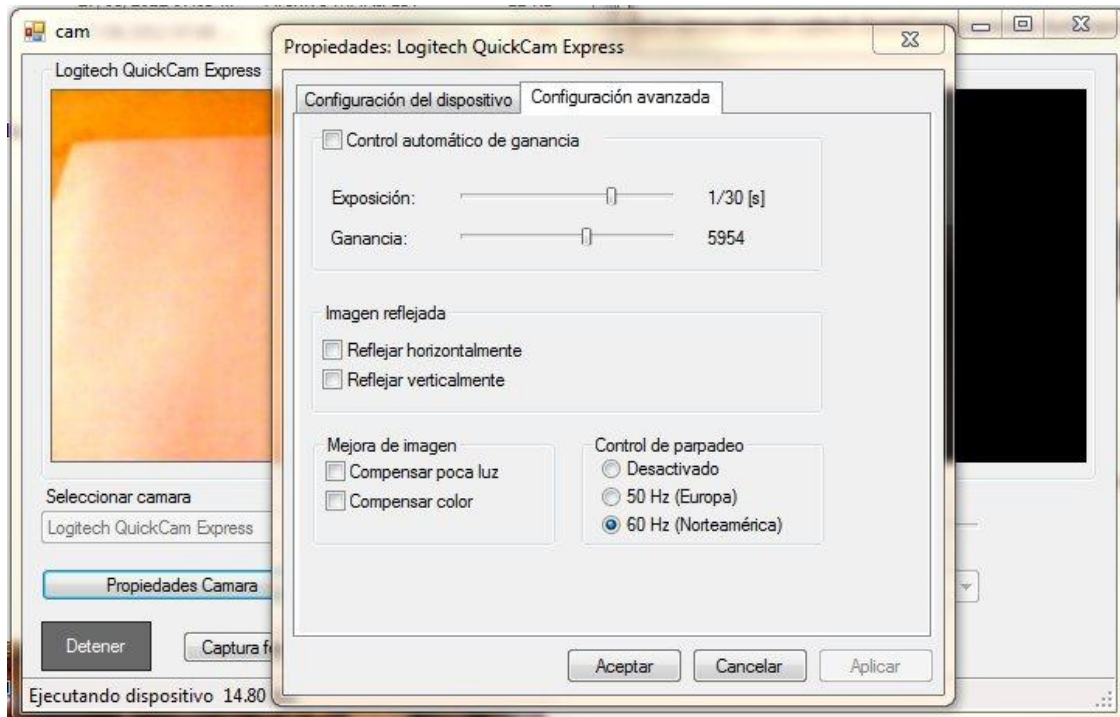 cam
Logitech QuickCam Express
Propiedades: Logitech QuickCam Express
Configuración del dispositivo
Configuración avanzada
Control automático de ganancia
Exposición: 1/30 [s]
Ganancia: 5954
Imagen reflejada
Reflejar horizontalmente
Reflejar verticalmente
Mejora de imagen
Compensar poca luz
Compensar color
Control de parpadeo
Desactivado
50 Hz (Europa)
60 Hz (Norteamérica)
Aceptar
Cancelar
Aplicar
Seleccionar camara
Logitech QuickCam Express
Propiedades Camara
Detener
Captura
Ejecutando dispositivo 14.80